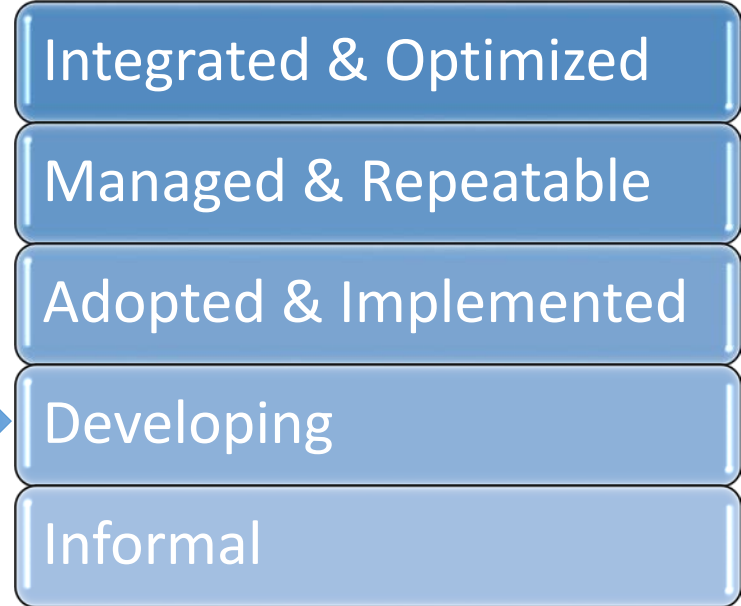 Integrated & Optimized
Managed & Repeatable
Adopted & Implemented
Developing
Informal